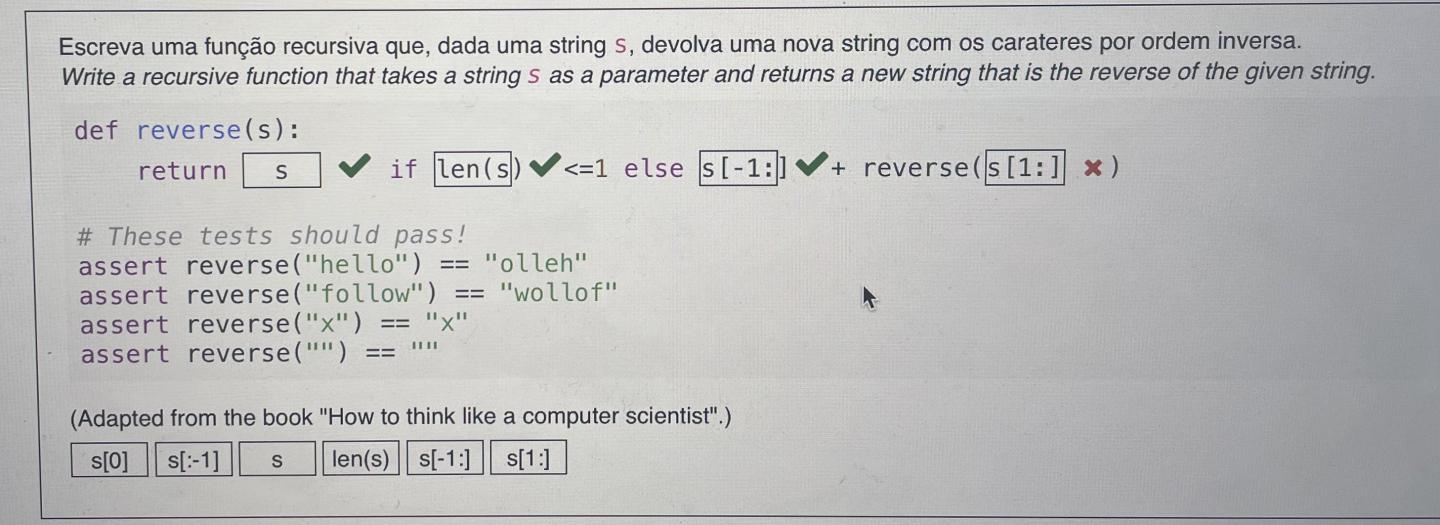 Escreva uma função recursiva que, dada uma string s, devolva uma nova string com os carateres por ordem inversa.
Write a recursive function that takes a string s as a parameter and returns a new string that is the reverse of the given string.
def reverse(s):
    return s ✔ if len(s) ✔ <=1 else s[-1:] ✔ + reverse(s[1:] ✖ )
# These tests should pass!
assert reverse("hello") == "olleh"
assert reverse("follow") == "wollof"
assert reverse("x") == "x"
assert reverse("") == ""
(Adapted from the book "How to think like a computer scientist".)
s[0] s[:-1] s len(s) s[-1:] s[1:]